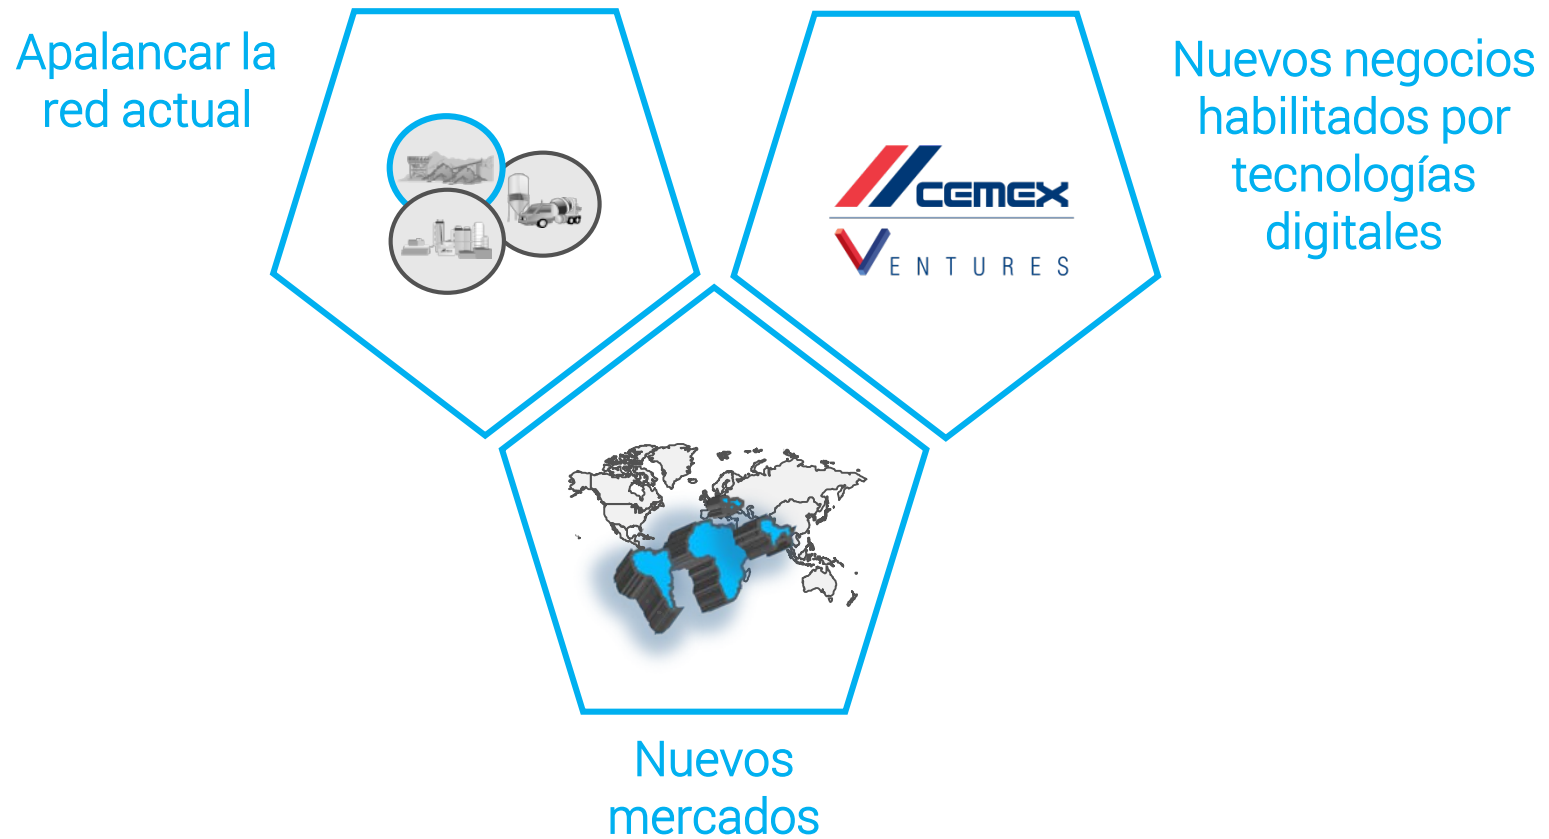 Apalancar la
red actual
CEMEX
VENTURES
Nuevos negocios
habilitados por
tecnologías
digitales
Nuevos
mercados